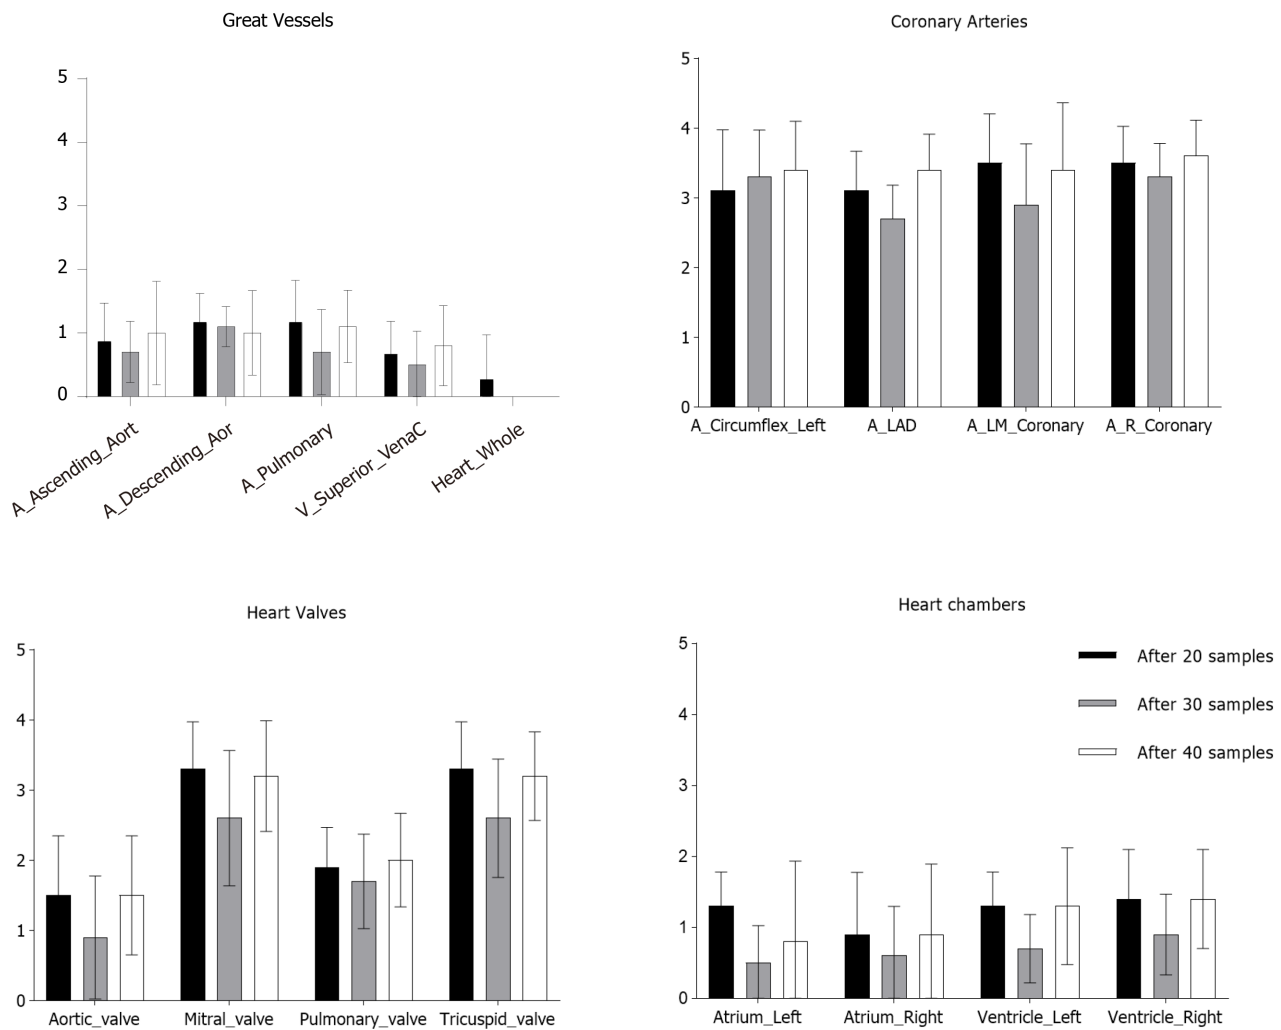 Great Vessels
5
4
3
2
1
0
A_Ascending_Aort
A_Descending_Aor
A_Pulmonary
V_Superior_VenaC
Heart_Whole
Coronary Arteries
5
4
3
2
1
0
A_Circumflex_Left
A_LAD
A_LM_Coronary
A_R_Coronary
Heart Valves
5
4
3
2
1
0
Aortic_valve
Mitral_valve
Pulmonary_valve
Tricuspid_valve
Heart chambers
5
4
3
2
1
0
Atrium_Left
Atrium_Right
Ventricle_Left
Ventricle_Right
After 20 samples
After 30 samples
After 40 samples